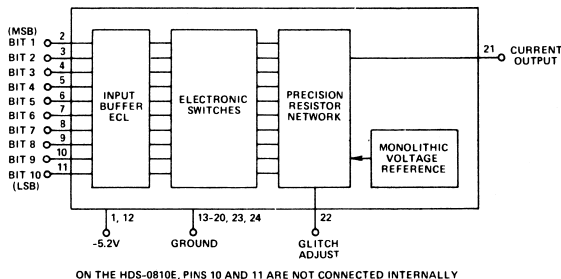 (MSB)
BIT 1 2
BIT 2 3
BIT 3 4
BIT 4 5
BIT 5 6
BIT 6 7
BIT 7 8
BIT 8 9
BIT 9 10
BIT 10 11
(LSB)
INPUT
BUFFER
ECL
ELECTRONIC
SWITCHES
PRECISION
RESISTOR
NETWORK
MONOLITHIC
VOLTAGE
REFERENCE
21 CURRENT
OUTPUT
1, 12
-5.2V
13-20, 23, 24
GROUND
22
GLITCH
ADJUST
ON THE HDS-0810E, PINS 10 AND 11 ARE NOT CONNECTED INTERNALLY